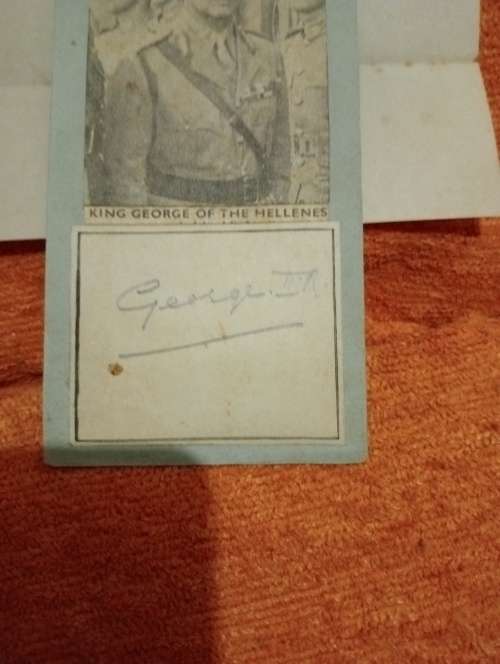 KING GEORGE OF THE HELLENES
George. II R.